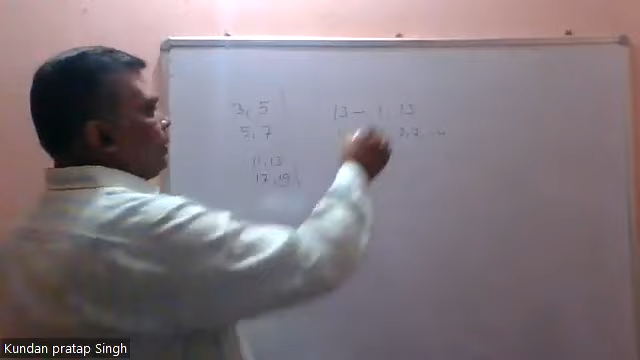 3, 5
5, 7
11, 13
17, 19
13 - 1, 13
Kundan pratap Singh